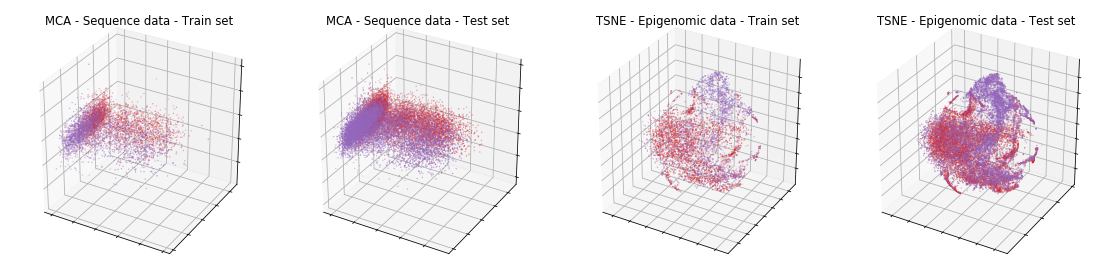 MCA - Sequence data - Train set
MCA - Sequence data - Test set
TSNE - Epigenomic data - Train set
TSNE - Epigenomic data - Test set